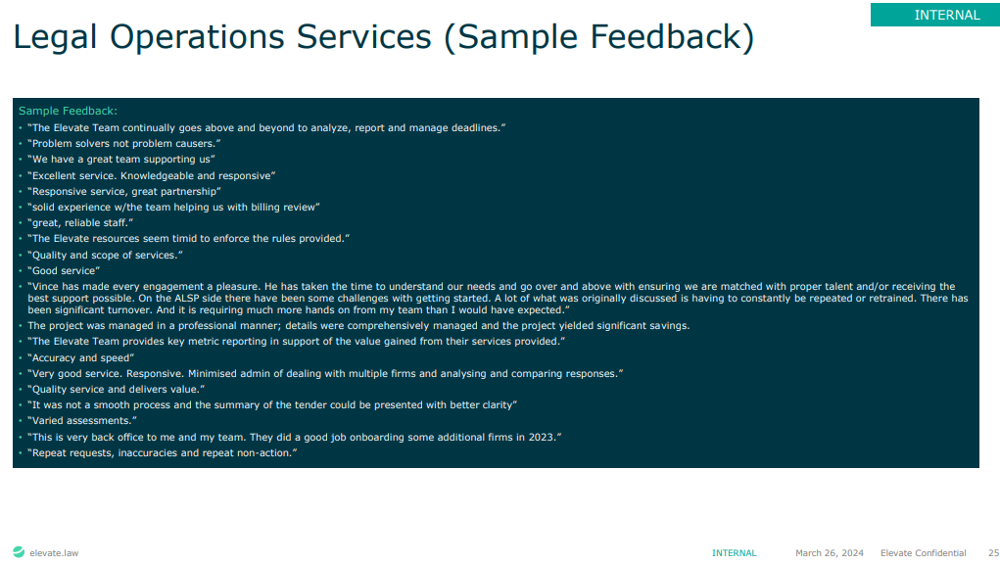 INTERNAL
Legal Operations Services (Sample Feedback)
Sample Feedback:
• “The Elevate Team continually goes above and beyond to analyze, report and manage deadlines.”
• “Problem solvers not problem causers.”
• “We have a great team supporting us”
• “Excellent service. Knowledgeable and responsive”
• “Responsive service, great partnership”
• “solid experience w/the team helping us with billing review”
• “great, reliable staff.”
• “The Elevate resources seem timid to enforce the rules provided.”
• “Quality and scope of services.”
• “Good service”
• “Vince has made every engagement a pleasure. He has taken the time to understand our needs and go over and above with ensuring we are matched with proper talent and/or receiving the
best support possible. On the ALSP side there have been some challenges with getting started. A lot of what was originally discussed is having to constantly be repeated or retrained. There has
been significant turnover. And it is requiring much more hands on from my team than I would have expected.”
• The project was managed in a professional manner; details were comprehensively managed and the project yielded significant savings.
• “The Elevate Team provides key metric reporting in support of the value gained from their services provided.”
• “Accuracy and speed”
• “Very good service. Responsive. Minimised admin of dealing with multiple firms and analysing and comparing responses.”
• “Quality service and delivers value.”
• “It was not a smooth process and the summary of the tender could be presented with better clarity”
• “Varied assessments.”
• “This is very back office to me and my team. They did a good job onboarding some additional firms in 2023.”
• “Repeat requests, inaccuracies and repeat non-action.”
elevate.law
INTERNAL
March 26, 2024
Elevate Confidential
25